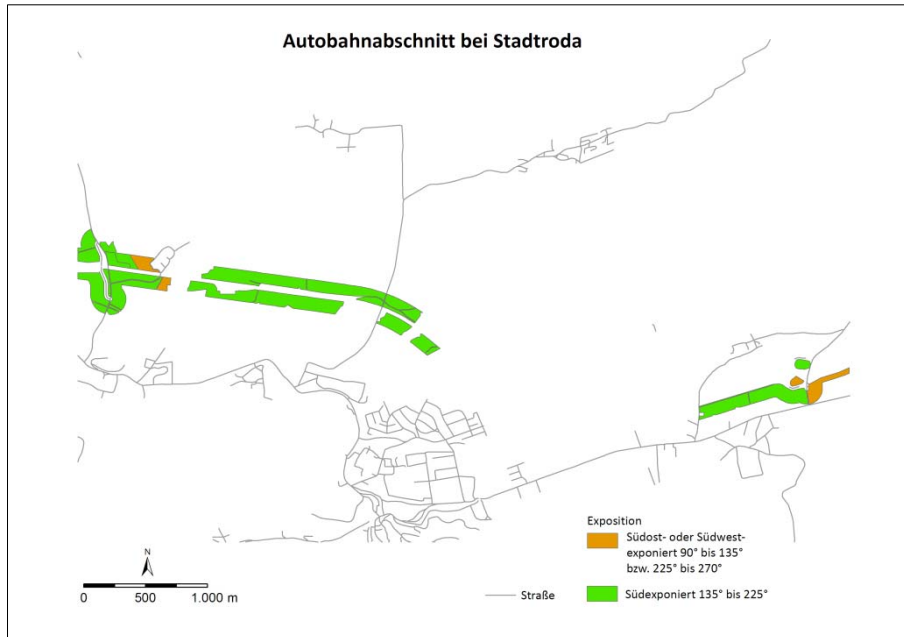 Autobahnabschnitt bei Stadtroda
Exposition
Südost- oder Südwest-
exponiert 90° bis 135°
bzw. 225° bis 270°
Südexponiert 135° bis 225°
Straße
N
0 500 1.000 m